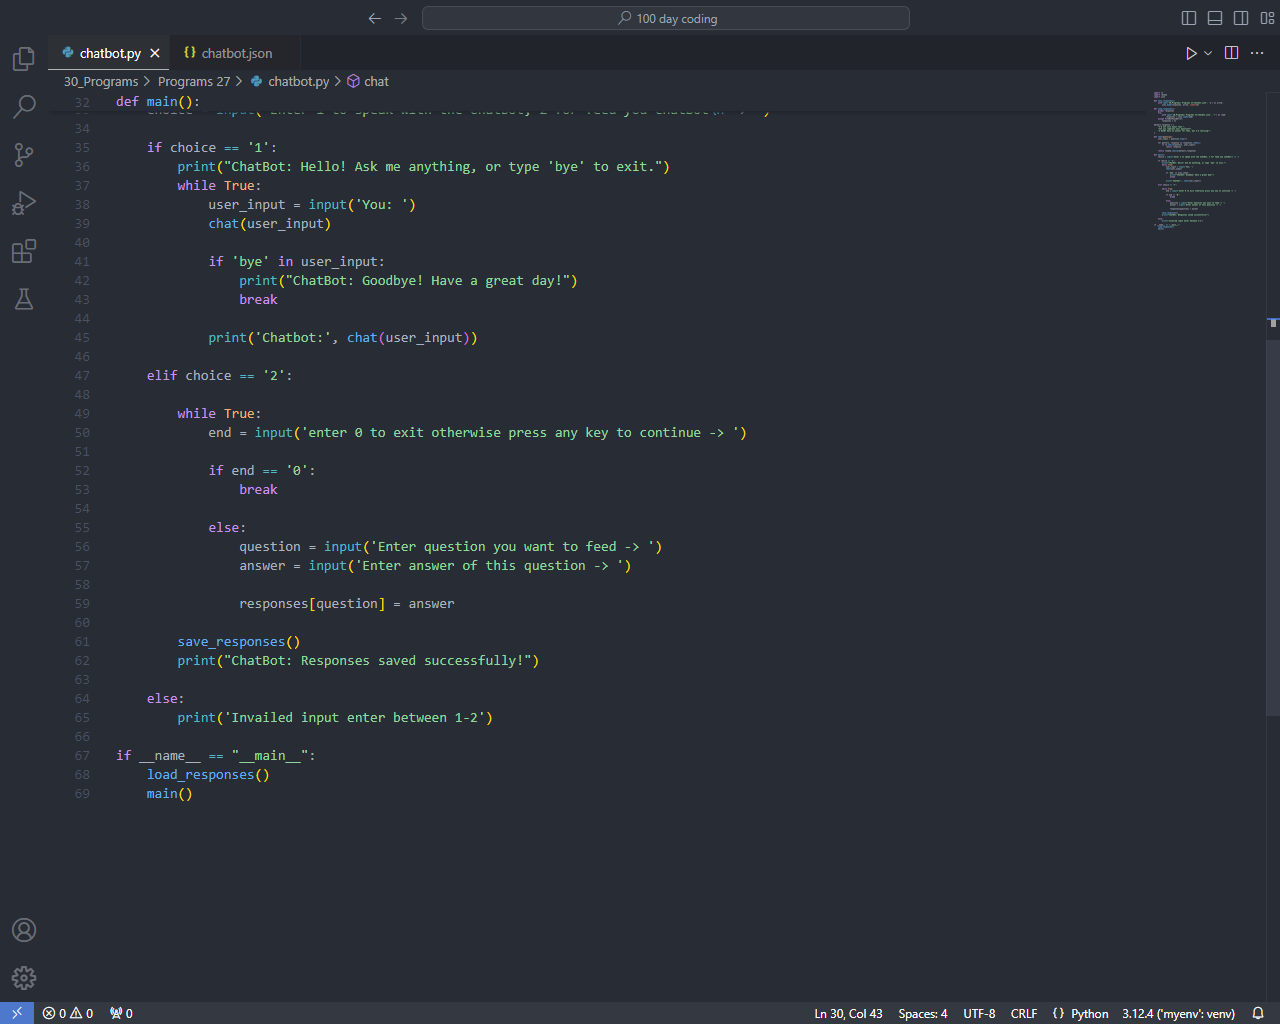 100 day coding
chatbot.py
chatbot.json
30_Programs > Programs 27 > chatbot.py > chat
32 def main():
34
35 if choice == '1':
36 print("ChatBot: Hello! Ask me anything, or type 'bye' to exit.")
37 while True:
38 user_input = input('You: ')
39 chat(user_input)
40
41 if 'bye' in user_input:
42 print("ChatBot: Goodbye! Have a great day!")
43 break
44
45 print('Chatbot:', chat(user_input))
46
47 elif choice == '2':
48
49 while True:
50 end = input('enter 0 to exit otherwise press any key to continue -> ')
51
52 if end == '0':
53 break
54
55 else:
56 question = input('Enter question you want to feed -> ')
57 answer = input('Enter answer of this question -> ')
58
59 responses[question] = answer
60
61 save_responses()
62 print("ChatBot: Responses saved successfully!")
63
64 else:
65 print('Invailed input enter between 1-2')
66
67 if __name__ == "__main__":
68 load_responses()
69 main()
0 0 0 Ln 30, Col 43 Spaces: 4 UTF-8 CRLF {} Python 3.12.4 ('myenv': venv)